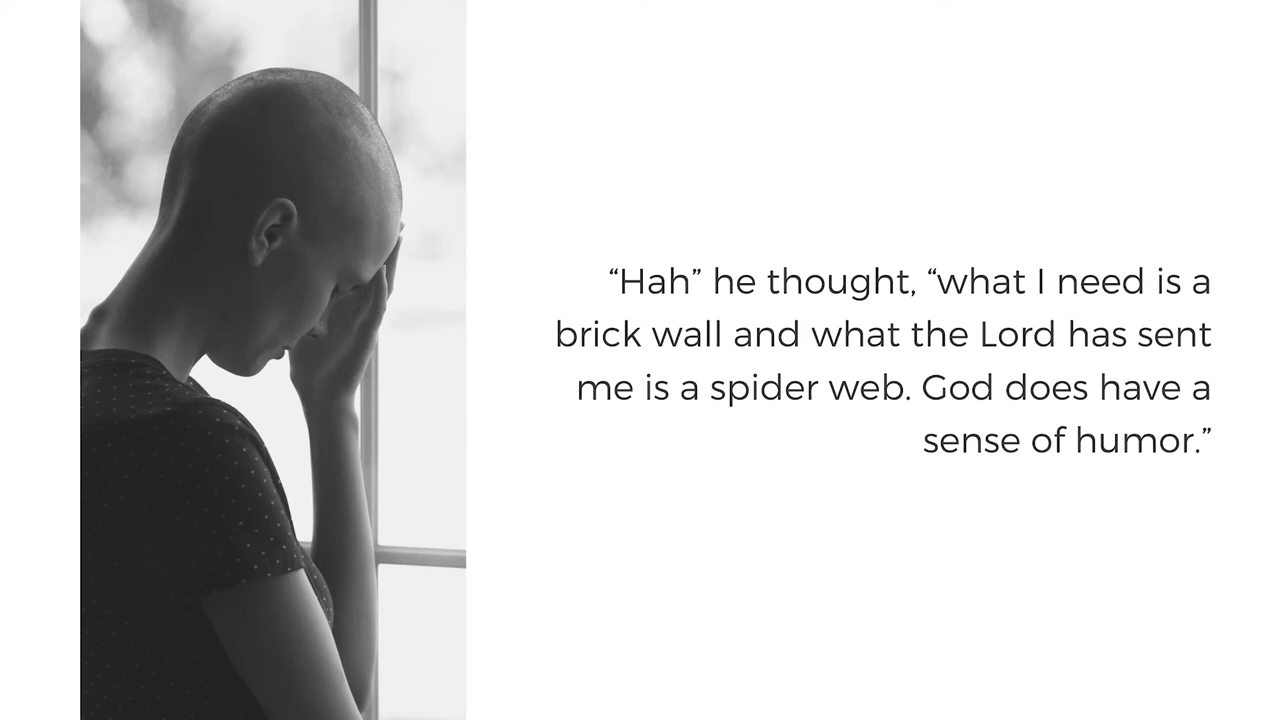 “Hah” he thought, “what I need is a
brick wall and what the Lord has sent
me is a spider web. God does have a
sense of humor.”